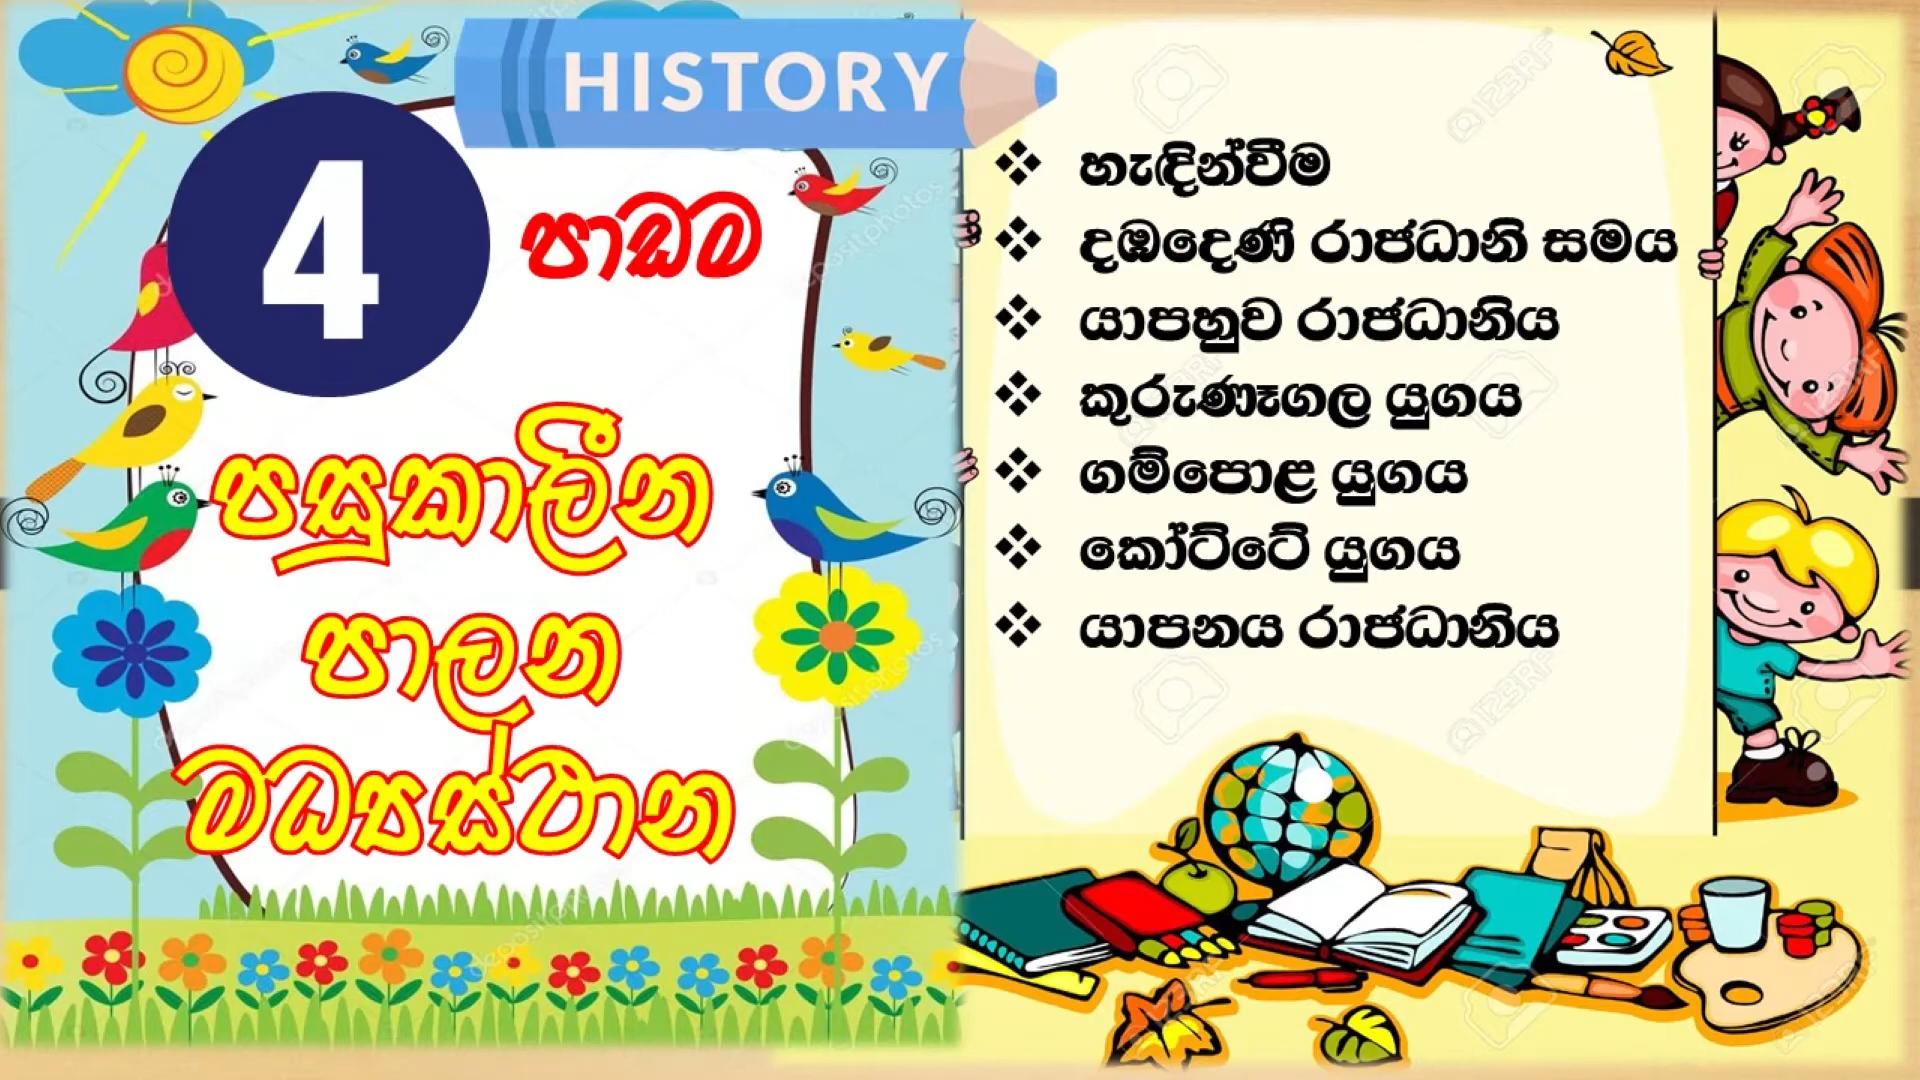 HISTORY
4
පාඩම
පසුකාලීන
පාලන
මධ්‍යස්ථාන
❖ හැඳින්වීම
❖ දඹදෙණි රාජධානි සමය
❖ යාපහුව රාජධානිය
❖ කුරුණෑගල යුගය
❖ ගම්පොළ යුගය
❖ කෝට්ටේ යුගය
❖ යාපනය රාජධානිය